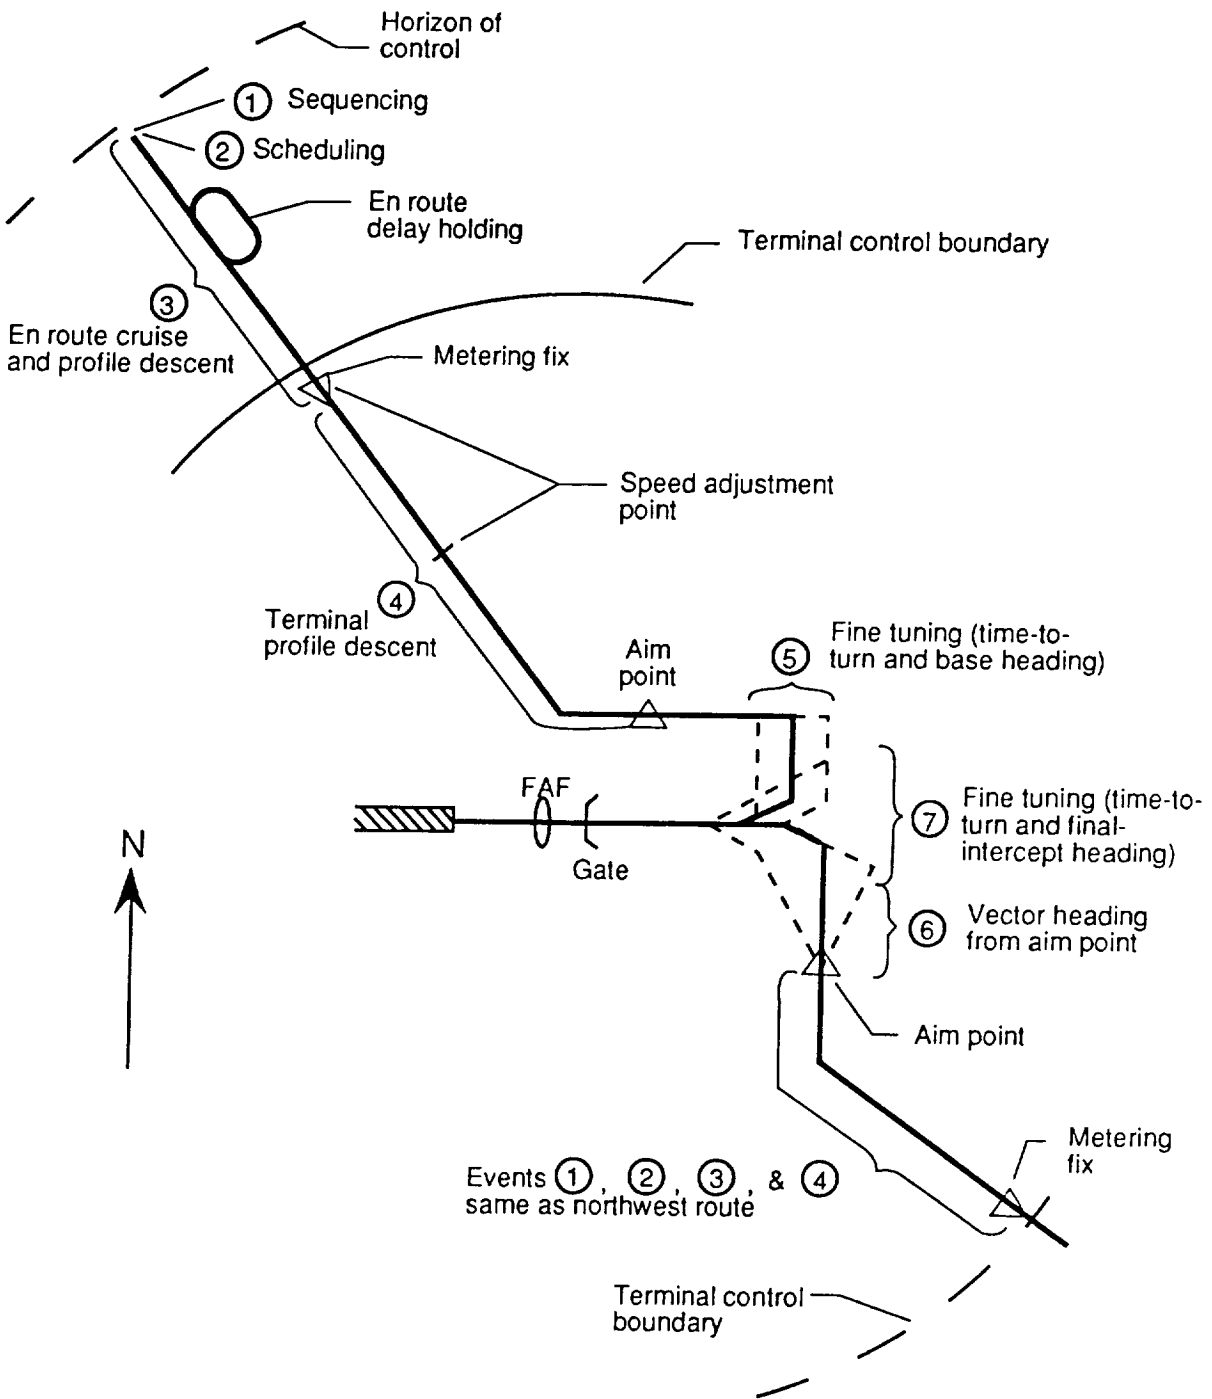 Horizon of
control
1 Sequencing
2 Scheduling
En route
delay holding
Terminal control boundary
3
En route cruise
and profile descent
Metering fix
Speed adjustment
point
4
Terminal
profile descent
Aim
point
5
Fine tuning (time-to-
turn and base heading)
FAF
Gate
7
Fine tuning (time-to-
turn and final-
intercept heading)
N
6
Vector heading
from aim point
Aim point
Metering
fix
Events 1, 2, 3, & 4
same as northwest route
Terminal control
boundary